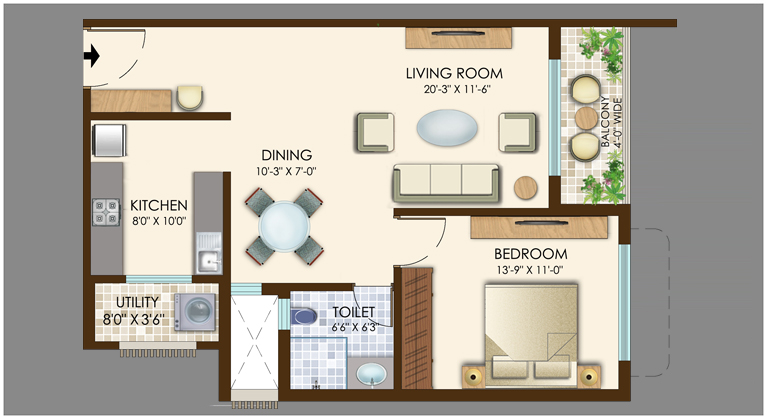 LIVING ROOM
20'-3" X 11'-6"
BALCONY
4'-0" WIDE
DINING
10'-3" X 7'-0"
KITCHEN
8'0" X 10'0"
BEDROOM
13'-9" X 11'-0"
UTILITY
8'0" X 3'6"
TOILET
6'6" X 6'3"